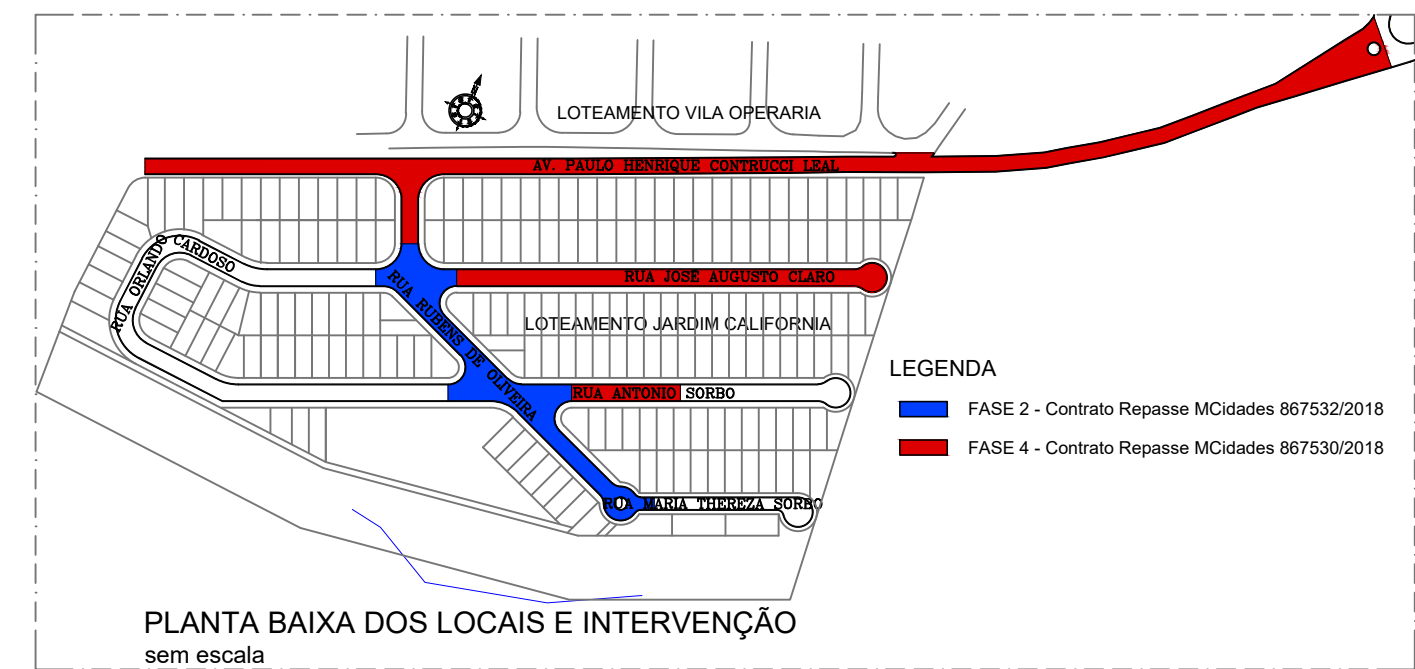 LOTEAMENTO VILA OPERARIA
AV. PAULO HENRIQUE CONTRUCCI LEAL
RUA ORLANDO CARDOSO
RUA RUBENS DE OLIVEIRA
RUA JOSE AUGUSTO CLARO
LOTEAMENTO JARDIM CALIFORNIA
RUA ANTONIO SORBO
RUA MARIA THEREZA SORBO
LEGENDA
FASE 2 - Contrato Repasse MCidades 867532/2018
FASE 4 - Contrato Repasse MCidades 867530/2018
PLANTA BAIXA DOS LOCAIS E INTERVENÇÃO
sem escala